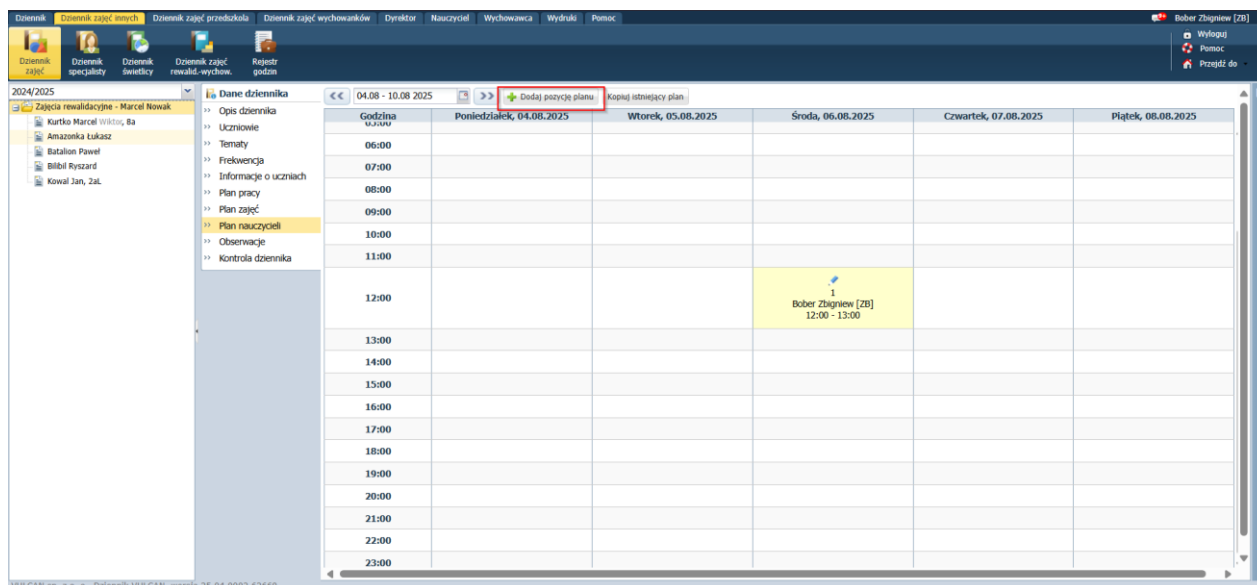 Dziennik Dziennik zajęć innych Dziennik zajęć przedszkola Dziennik zajęć wychowanków Dyrektor Nauczyciel Wychowawca Wydruki Pomoc Bober Zbigniew [ZB]
Wyloguj
Pomoc
Przejdź do
Dziennik zajęć
Dziennik specjalisty
Dziennik świetlicy
Dziennik zajęć rewalid.-wychow.
Rejestr godzin
2024/2025
Zajęcia rewalidacyjne - Marcel Nowak
Kurtko Marcel Wiktor, 8a
Amazonka Łukasz
Batalion Paweł
Bilibil Ryszard
Kowal Jan, 2aL
Dane dziennika
Opis dziennika
Uczniowie
Tematy
Frekwencja
Informacje o uczniach
Plan pracy
Plan zajęć
Plan nauczycieli
Obserwacje
Kontrola dziennika
04.08 - 10.08 2025 Dodaj pozycję planu Kopiuj istniejący plan
Godzina Poniedziałek, 04.08.2025 Wtorek, 05.08.2025 Środa, 06.08.2025 Czwartek, 07.08.2025 Piątek, 08.08.2025
05:00
06:00
07:00
08:00
09:00
10:00
11:00
12:00
1
Bober Zbigniew [ZB]
12:00 - 13:00
13:00
14:00
15:00
16:00
17:00
18:00
19:00
20:00
21:00
22:00
23:00